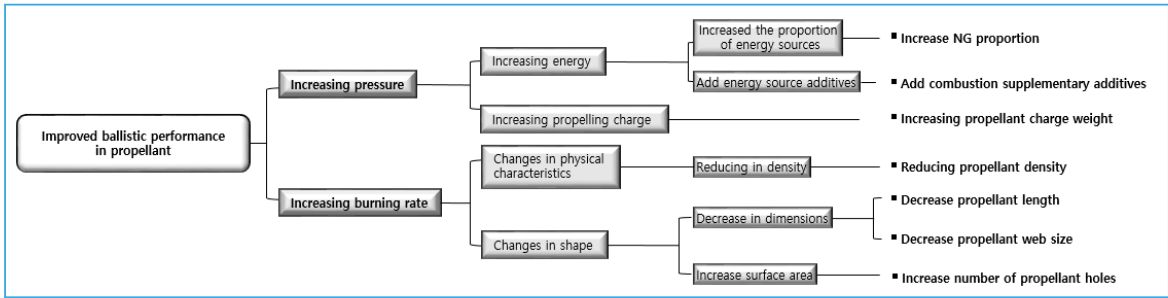 Improved ballistic performance
in propellant
Increasing pressure
Increasing energy
Increased the proportion
of energy sources
▪ Increase NG proportion
Add energy source additives
▪ Add combustion supplementary additives
Increasing propelling charge
▪ Increasing propellant charge weight
Increasing burning rate
Changes in physical
characteristics
Reducing in density
▪ Reducing propellant density
Changes in shape
Decrease in dimensions
▪ Decrease propellant length
▪ Decrease propellant web size
Increase surface area
▪ Increase number of propellant holes